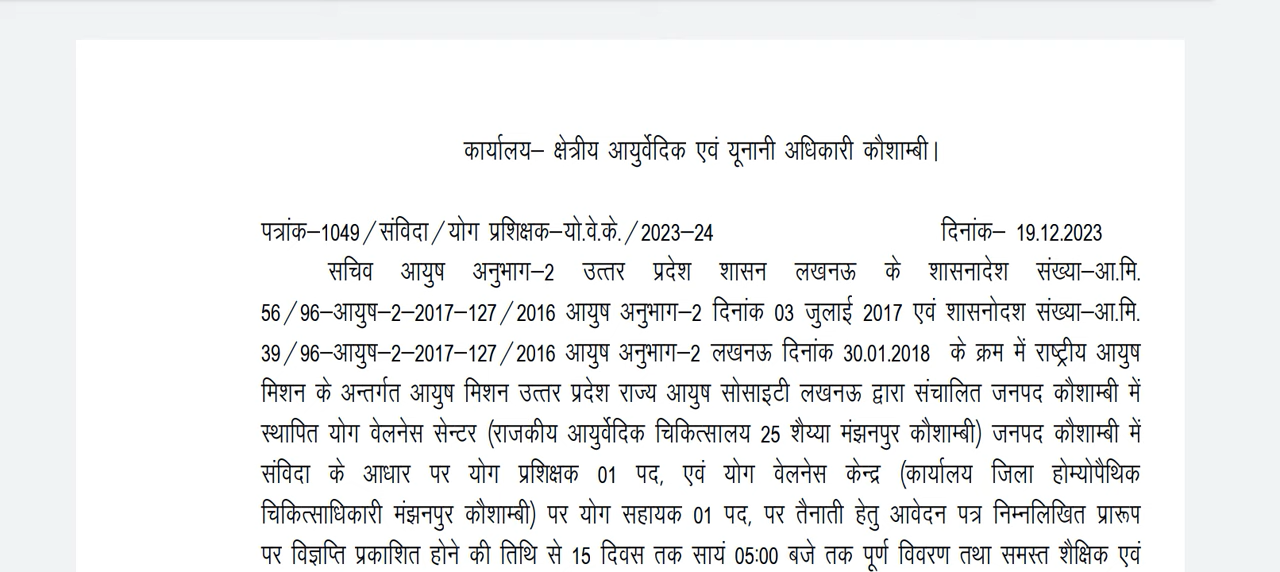 कार्यालय– क्षेत्रीय आयुर्वेदिक एवं यूनानी अधिकारी कौशाम्बी।
पत्रांक–1049/संविदा/योग प्रशिक्षक–यो.वे.के./2023–24 दिनांक– 19.12.2023
सचिव आयुष अनुभाग–2 उत्तर प्रदेश शासन लखनऊ के शासनादेश संख्या–आ.मि.
56/96–आयुष–2–2017–127/2016 आयुष अनुभाग–2 दिनांक 03 जुलाई 2017 एवं शासनोदश संख्या–आ.मि.
39/96–आयुष–2–2017–127/2016 आयुष अनुभाग–2 लखनऊ दिनांक 30.01.2018 के क्रम में राष्ट्रीय आयुष
मिशन के अन्तर्गत आयुष मिशन उत्तर प्रदेश राज्य आयुष सोसाइटी लखनऊ द्वारा संचालित जनपद कौशाम्बी में
स्थापित योग वेलनेस सेन्टर (राजकीय आयुर्वेदिक चिकित्सालय 25 शैय्या मंझनपुर कौशाम्बी) जनपद कौशाम्बी में
संविदा के आधार पर योग प्रशिक्षक 01 पद, एवं योग वेलनेस केन्द्र (कार्यालय जिला होम्योपैथिक
चिकित्साधिकारी मंझनपुर कौशाम्बी) पर योग सहायक 01 पद, पर तैनाती हेतु आवेदन पत्र निम्नलिखित प्रारूप
पर विज्ञप्ति प्रकाशित होने की तिथि से 15 दिवस तक सायं 05:00 बजे तक पूर्ण विवरण तथा समस्त शैक्षिक एवं